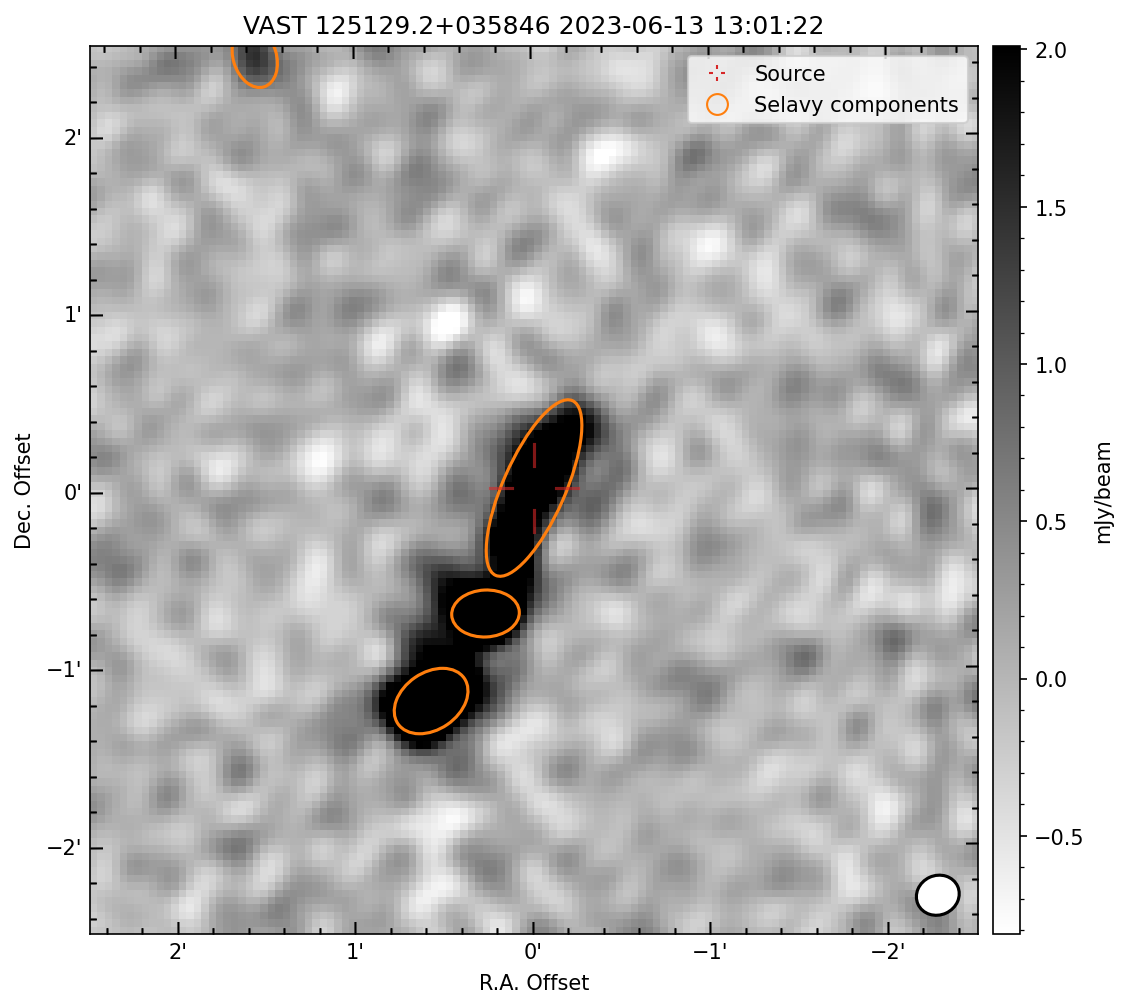 VAST 125129.2+035846 2023-06-13 13:01:22
Source
Selavy components
2'
1'
0'
−1'
−2'
Dec. Offset
2'
1'
0'
−1'
−2'
R.A. Offset
2.0
1.5
1.0
0.5
0.0
−0.5
mJy/beam